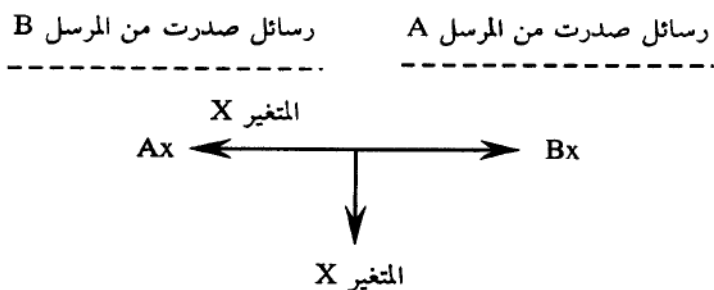 رسائل صدرت من المرسل A
رسائل صدرت من المرسل B
المتغير X
Bx
Ax
المتغير X